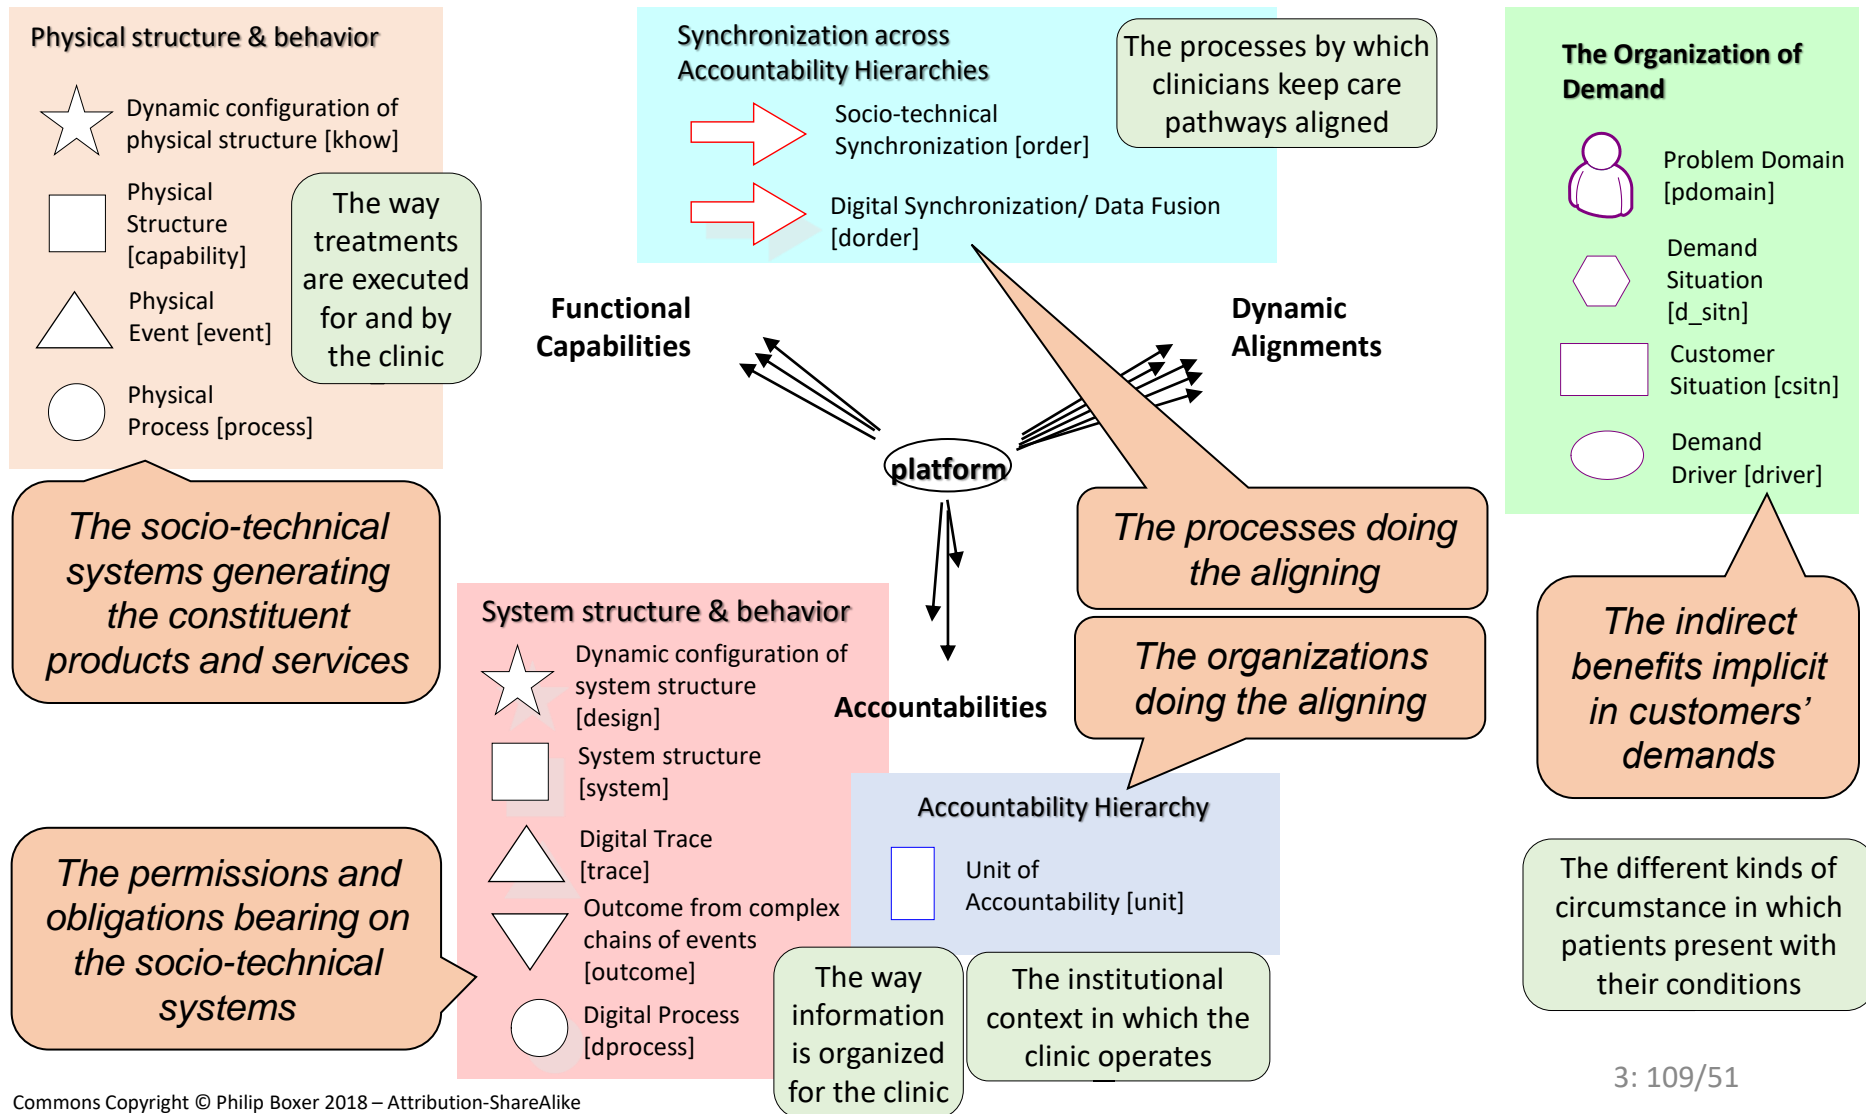 Physical structure & behavior
Dynamic configuration of
physical structure [khow]
Physical
Structure
[capability]
Physical
Event [event]
Physical
Process [process]
The way
treatments
are executed
for and by
the clinic
The socio-technical
systems generating
the constituent
products and services
Synchronization across
Accountability Hierarchies
Socio-technical
Synchronization [order]
Digital Synchronization/ Data Fusion
[dorder]
The processes by which
clinicians keep care
pathways aligned
The Organization of
Demand
Problem Domain
[pdomain]
Demand
Situation
[d_sitn]
Customer
Situation [csitn]
Demand
Driver [driver]
Functional
Capabilities
Dynamic
Alignments
platform
Accountabilities
The processes doing
the aligning
The organizations
doing the aligning
The indirect
benefits implicit
in customers’
demands
System structure & behavior
Dynamic configuration of
system structure
[design]
System structure
[system]
Digital Trace
[trace]
Outcome from complex
chains of events
[outcome]
Digital Process
[dprocess]
Accountability Hierarchy
Unit of
Accountability [unit]
The permissions and
obligations bearing on
the socio-technical
systems
The way
information
is organized
for the clinic
The institutional
context in which the
clinic operates
The different kinds of
circumstance in which
patients present with
their conditions
3: 109/51
Commons Copyright © Philip Boxer 2018 – Attribution-ShareAlike